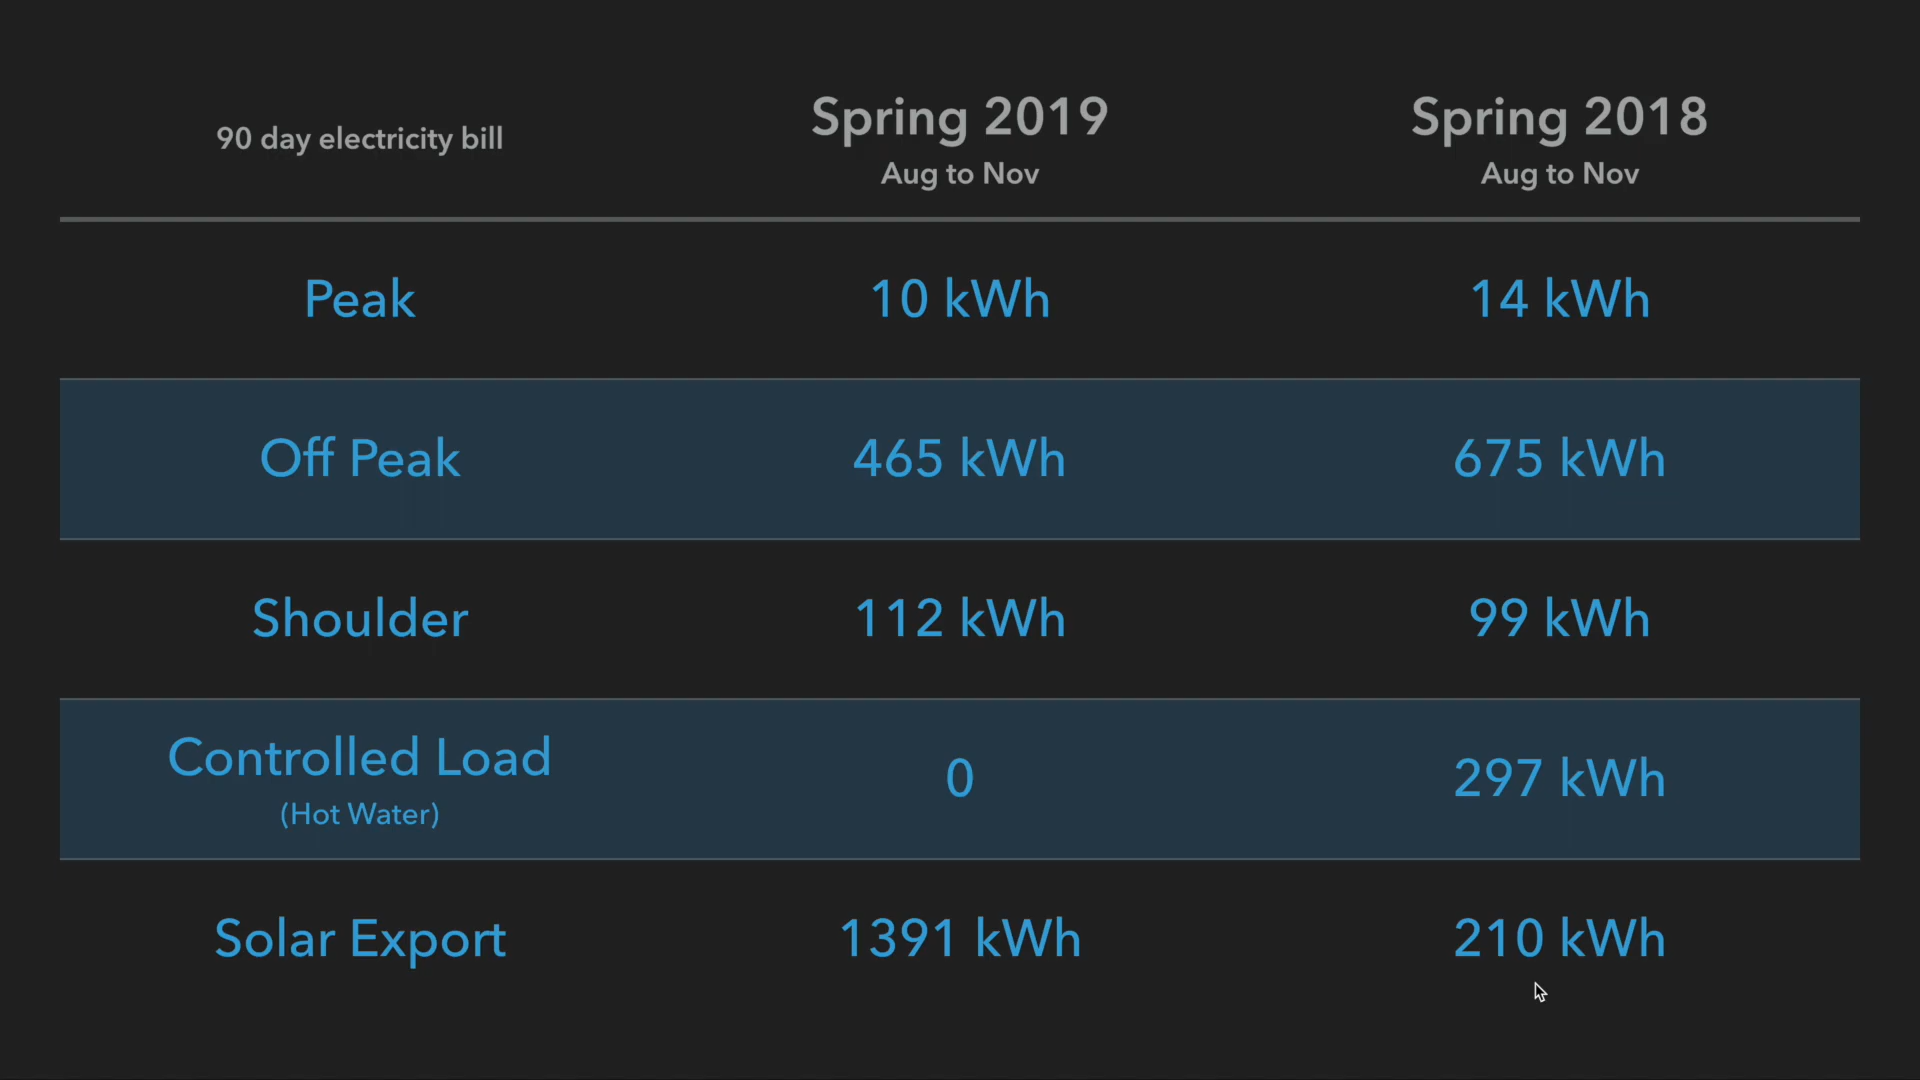 90 day electricity bill
Spring 2019
Aug to Nov
Spring 2018
Aug to Nov
Peak
10 kWh
14 kWh
Off Peak
465 kWh
675 kWh
Shoulder
112 kWh
99 kWh
Controlled Load
(Hot Water)
0
297 kWh
Solar Export
1391 kWh
210 kWh